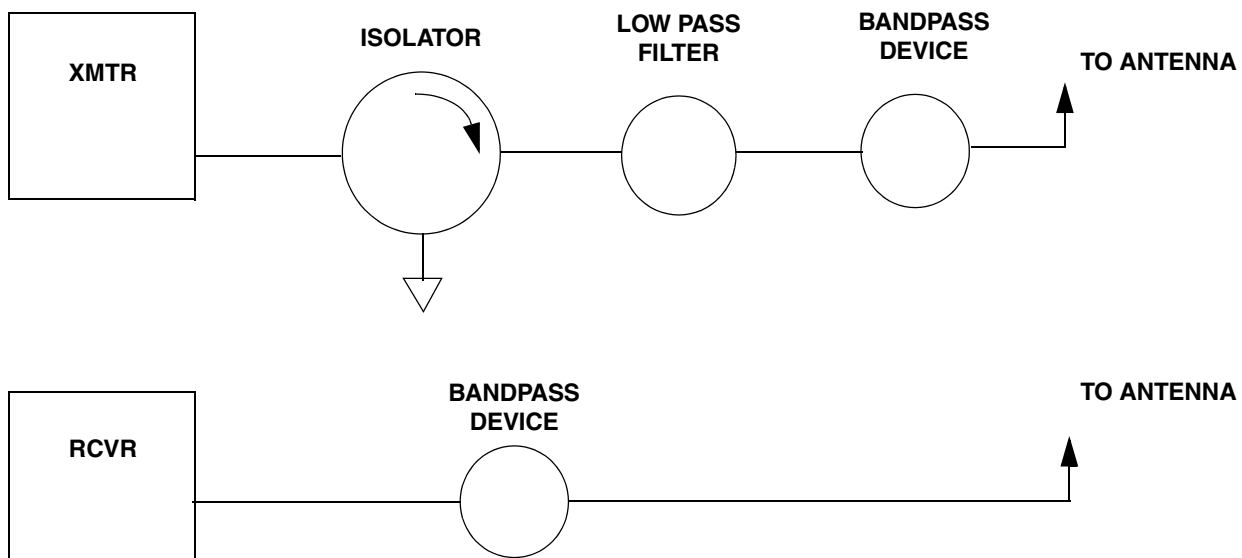 XMTR
ISOLATOR
LOW PASS
FILTER
BANDPASS
DEVICE
TO ANTENNA
RCVR
BANDPASS
DEVICE
TO ANTENNA